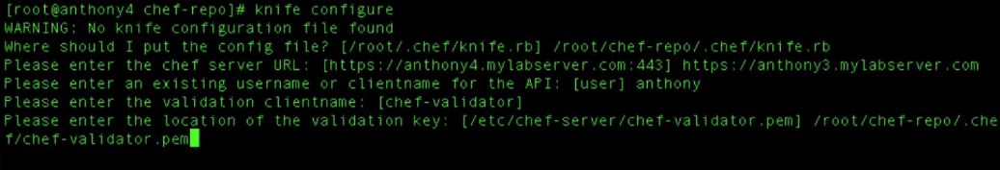 [root@anthony4 chef-repo]# knife configure
WARNING: No knife configuration file found
Where should I put the config file? [/root/.chef/knife.rb] /root/chef-repo/.chef/knife.rb
Please enter the chef server URL: [https://anthony4.mylabserver.com:443] https://anthony3.mylabserver.com
Please enter an existing username or clientname for the API: [user] anthony
Please enter the validation clientname: [chef-validator]
Please enter the location of the validation key: [/etc/chef-server/chef-validator.pem] /root/chef-repo/.che
f/chef-validator.pem